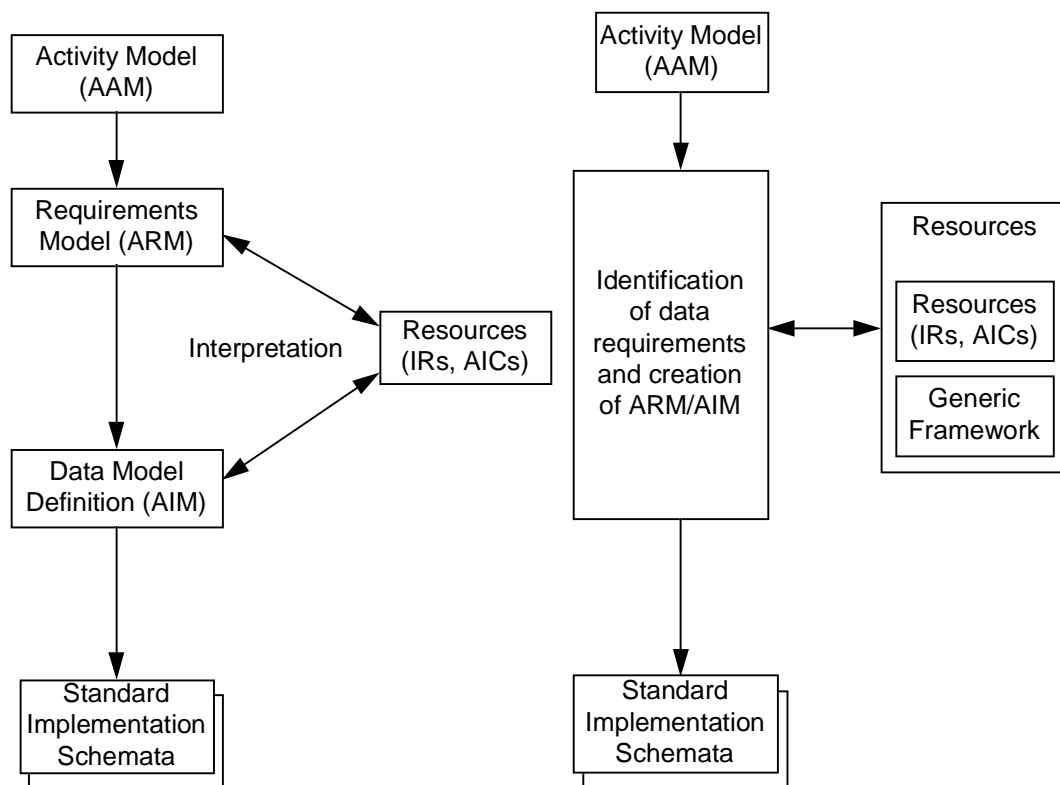 Activity Model
(AAM)
Requirements
Model (ARM)
Interpretation
Resources
(IRs, AICs)
Data Model
Definition (AIM)
Standard
Implementation
Schemata
Activity Model
(AAM)
Identification
of data
requirements
and creation
of ARM/AIM
Resources
Resources
(IRs, AICs)
Generic
Framework
Standard
Implementation
Schemata